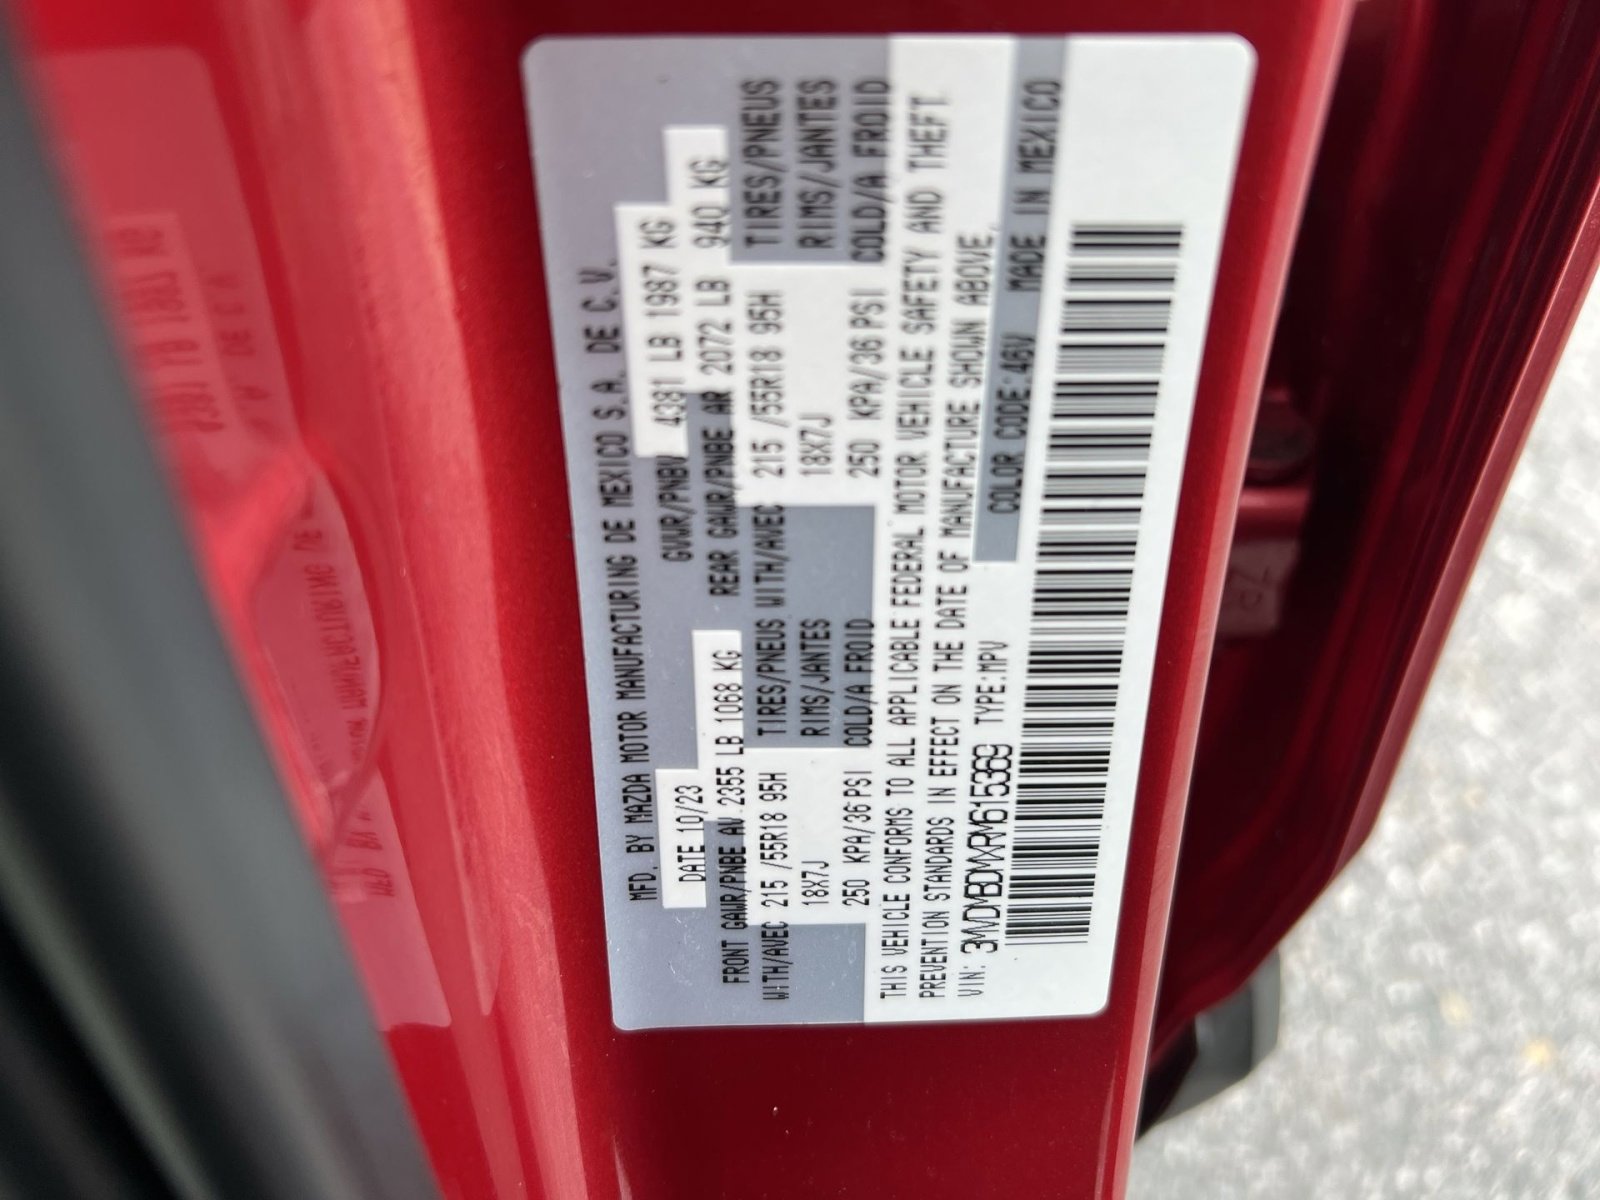 MFD. BY MAZDA MOTOR MANUFACTURING DE MEXICO S.A. DE C.V.
DATE 10/23 GVWR/PNBV 4381 LB 1987 KG
FRONT GAWR/PNBE AV 2355 LB 1068 KG REAR GAWR/PNBE AR 2072 LB 940 KG
WITH/AVEC 215 /55R18 95H TIRES/PNEUS WITH/AVEC 215 /55R18 95H TIRES/PNEUS
18X7J RIMS/JANTES 18X7J RIMS/JANTES
250 KPA/36 PSI COLD/A FROID 250 KPA/36 PSI COLD/A FROID
THIS VEHICLE CONFORMS TO ALL APPLICABLE FEDERAL MOTOR VEHICLE SAFETY AND THEFT
PREVENTION STANDARDS IN EFFECT ON THE DATE OF MANUFACTURE SHOWN ABOVE,
VIN: 3MVDMBDMXRM615369 TYPE:MPV COLOR CODE:46V MADE IN MEXICO